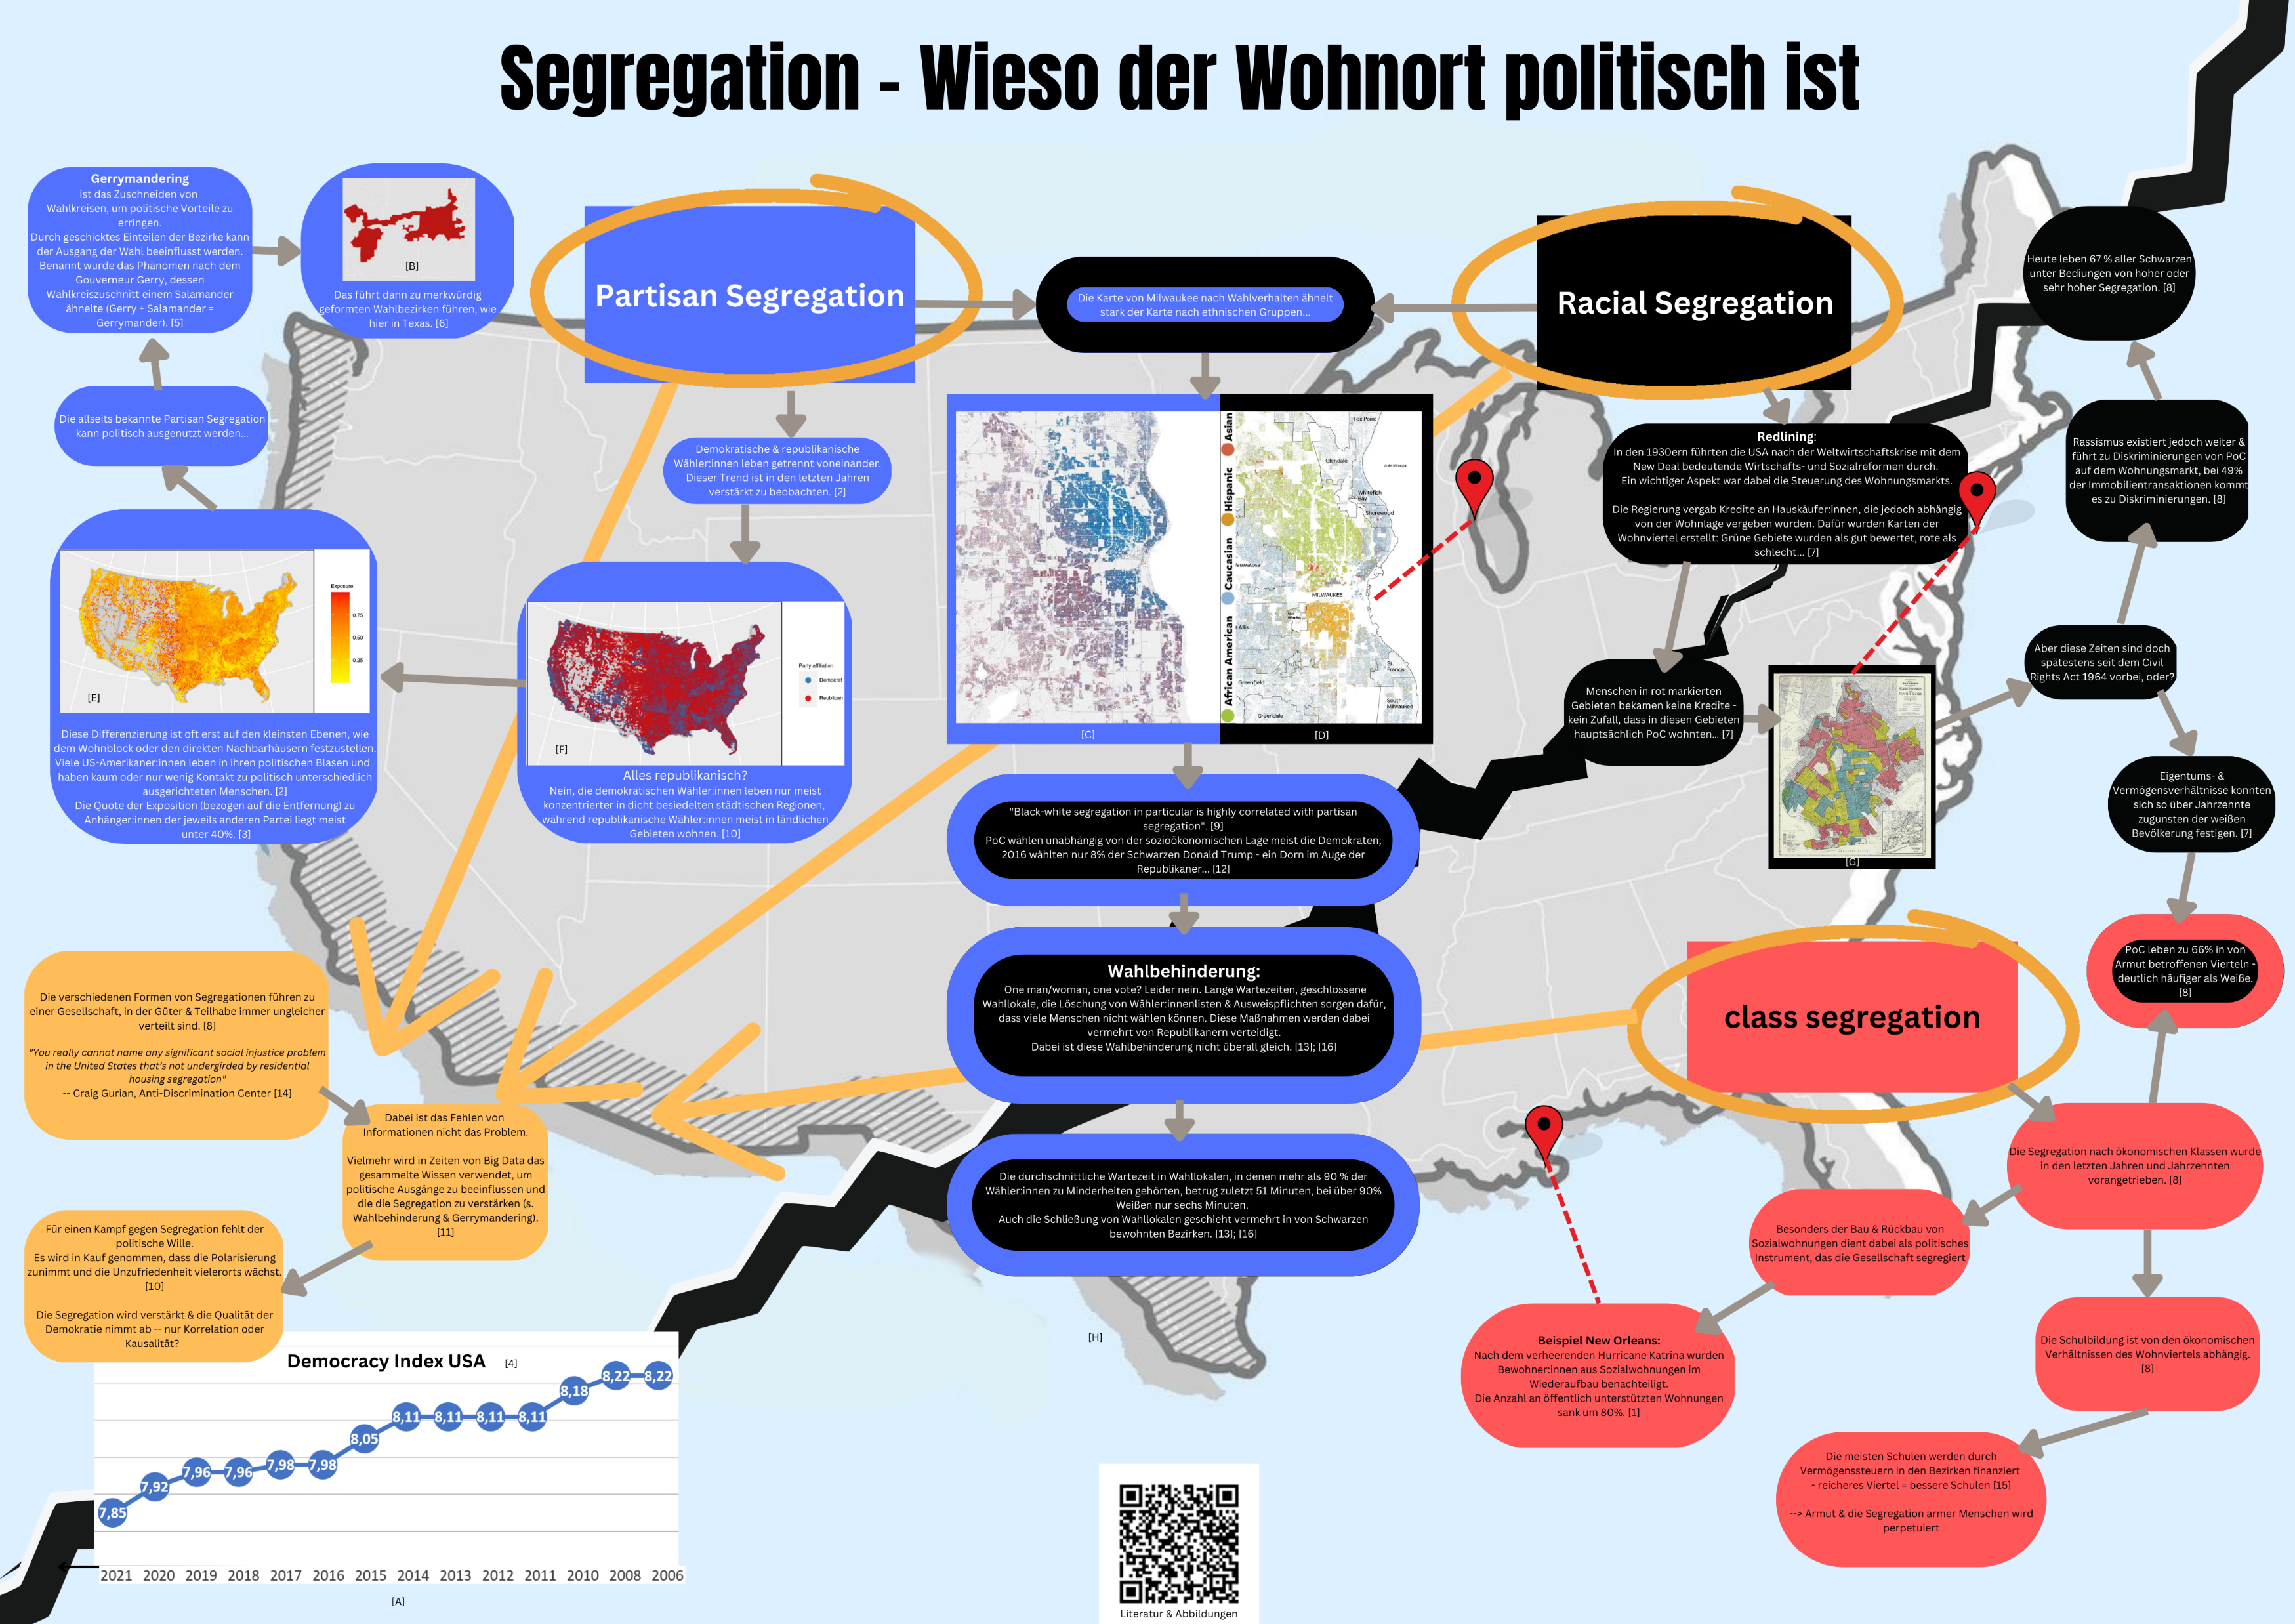 Segregation - Wieso der Wohnort politisch ist
Gerrymandering
ist das Zuschneiden von
Wahlkreisen, um politische Vorteile zu
erringen.
Durch geschicktes Einteilen der Bezirke kann
der Ausgang der Wahl beeinflusst werden.
Benannt wurde das Phänomen nach dem
Gouverneur Gerry, dessen
Wahlkreiszuschnitt einem Salamander
ähnelte (Gerry + Salamander =
Gerrymander). [5]
[B]
Das führt dann zu merkwürdig
geformten Wahlbezirken führen, wie
hier in Texas. [6]
Die allseits bekannte Partisan Segregation
kann politisch ausgenutzt werden...
Exposure
0.75
0.50
0.25
[E]
Diese Differenzierung ist oft erst auf den kleinsten Ebenen, wie
dem Wohnblock oder den direkten Nachbarhäusern festzustellen.
Viele US-Amerikaner:innen leben in ihren politischen Blasen und
haben kaum oder nur wenig Kontakt zu politisch unterschiedlich
ausgerichteten Menschen. [2]
Die Quote der Exposition (bezogen auf die Entfernung) zu
Anhänger:innen der jeweils anderen Partei liegt meist
unter 40%. [3]
Partisan Segregation
Demokratische & republikanische
Wähler:innen leben getrennt voneinander.
Dieser Trend ist in den letzten Jahren
verstärkt zu beobachten. [2]
Party affiliation
Democrat
Republican
[F]
Alles republikanisch?
Nein, die demokratischen Wähler:innen leben nur meist
konzentrierter in dicht besiedelten städtischen Regionen,
während republikanische Wähler:innen meist in ländlichen
Gebieten wohnen. [10]
Die Karte von Milwaukee nach Wahlverhalten ähnelt
stark der Karte nach ethnischen Gruppen...
African American
Caucasian
Hispanic
Asian
Fox Point
Glendale
Whitefish
Bay
Shorewood
MILWAUKEE
St.
Francis
Greenfield
Greendale
South
Milwaukee
[C]
[D]
"Black-white segregation in particular is highly correlated with partisan
segregation". [9]
PoC wählen unabhängig von der sozioökonomischen Lage meist die Demokraten;
2016 wählten nur 8% der Schwarzen Donald Trump - ein Dorn im Auge der
Republikaner... [12]
Wahlbehinderung:
One man/woman, one vote? Leider nein. Lange Wartezeiten, geschlossene
Wahllokale, die Löschung von Wähler:innenlisten & Ausweispflichten sorgen dafür,
dass viele Menschen nicht wählen können. Diese Maßnahmen werden dabei
vermehrt von Republikanern verteidigt.
Dabei ist diese Wahlbehinderung nicht überall gleich. [13]; [16]
Die durchschnittliche Wartezeit in Wahllokalen, in denen mehr als 90 % der
Wähler:innen zu Minderheiten gehörten, betrug zuletzt 51 Minuten, bei über 90%
Weißen nur sechs Minuten.
Auch die Schließung von Wahllokalen geschieht vermehrt in von Schwarzen
bewohnten Bezirken. [13]; [16]
[H]
Racial Segregation
Redlining:
In den 1930ern führten die USA nach der Weltwirtschaftskrise mit dem
New Deal bedeutende Wirtschafts- und Sozialreformen durch.
Ein wichtiger Aspekt war dabei die Steuerung des Wohnungsmarkts.
Die Regierung vergab Kredite an Hauskäufer:innen, die jedoch abhängig
von der Wohnlage vergeben wurden. Dafür wurden Karten der
Wohnviertel erstellt: Grüne Gebiete wurden als gut bewertet, rote als
schlecht... [7]
Menschen in rot markierten
Gebieten bekamen keine Kredite -
kein Zufall, dass in diesen Gebieten
hauptsächlich PoC wohnten... [7]
[G]
Aber diese Zeiten sind doch
spätestens seit dem Civil
Rights Act 1964 vorbei, oder?
Rassismus existiert jedoch weiter &
führt zu Diskriminierungen von PoC
auf dem Wohnungsmarkt, bei 49%
der Immobilientransaktionen kommt
es zu Diskriminierungen. [8]
Heute leben 67 % aller Schwarzen
unter Bediungen von hoher oder
sehr hoher Segregation. [8]
Eigentums- &
Vermögensverhältnisse konnten
sich so über Jahrzehnte
zugunsten der weißen
Bevölkerung festigen. [7]
PoC leben zu 66% in von
Armut betroffenen Vierteln -
deutlich häufiger als Weiße.
[8]
class segregation
Die Segregation nach ökonomischen Klassen wurde
in den letzten Jahren und Jahrzehnten
vorangetrieben. [8]
Besonders der Bau & Rückbau von
Sozialwohnungen dient dabei als politisches
Instrument, das die Gesellschaft segregiert
Beispiel New Orleans:
Nach dem verheerenden Hurricane Katrina wurden
Bewohner:innen aus Sozialwohnungen im
Wiederaufbau benachteiligt.
Die Anzahl an öffentlich unterstützten Wohnungen
sank um 80%. [1]
Die Schulbildung ist von den ökonomischen
Verhältnissen des Wohnviertels abhängig.
[8]
Die meisten Schulen werden durch
Vermögenssteuern in den Bezirken finanziert
- reicheres Viertel = bessere Schulen [15]
--> Armut & die Segregation armer Menschen wird
perpetuiert
Die verschiedenen Formen von Segregationen führen zu
einer Gesellschaft, in der Güter & Teilhabe immer ungleicher
verteilt sind. [8]
"You really cannot name any significant social injustice problem
in the United States that's not undergirded by residential
housing segregation"
-- Craig Gurian, Anti-Discrimination Center [14]
Dabei ist das Fehlen von
Informationen nicht das Problem.
Vielmehr wird in Zeiten von Big Data das
gesammelte Wissen verwendet, um
politische Ausgänge zu beeinflussen und
die die Segregation zu verstärken (s.
Wahlbehinderung & Gerrymandering).
[11]
Für einen Kampf gegen Segregation fehlt der
politische Wille.
Es wird in Kauf genommen, dass die Polarisierung
zunimmt und die Unzufriedenheit vielerorts wächst.
[10]
Die Segregation wird verstärkt & die Qualität der
Demokratie nimmt ab -- nur Korrelation oder
Kausalität?
Democracy Index USA [4]
7,85 7,92 7,96 7,96 7,98 7,98 8,05 8,11 8,11 8,11 8,11 8,18 8,22 8,22
2021 2020 2019 2018 2017 2016 2015 2014 2013 2012 2011 2010 2008 2006
[A]
Literatur & Abbildungen